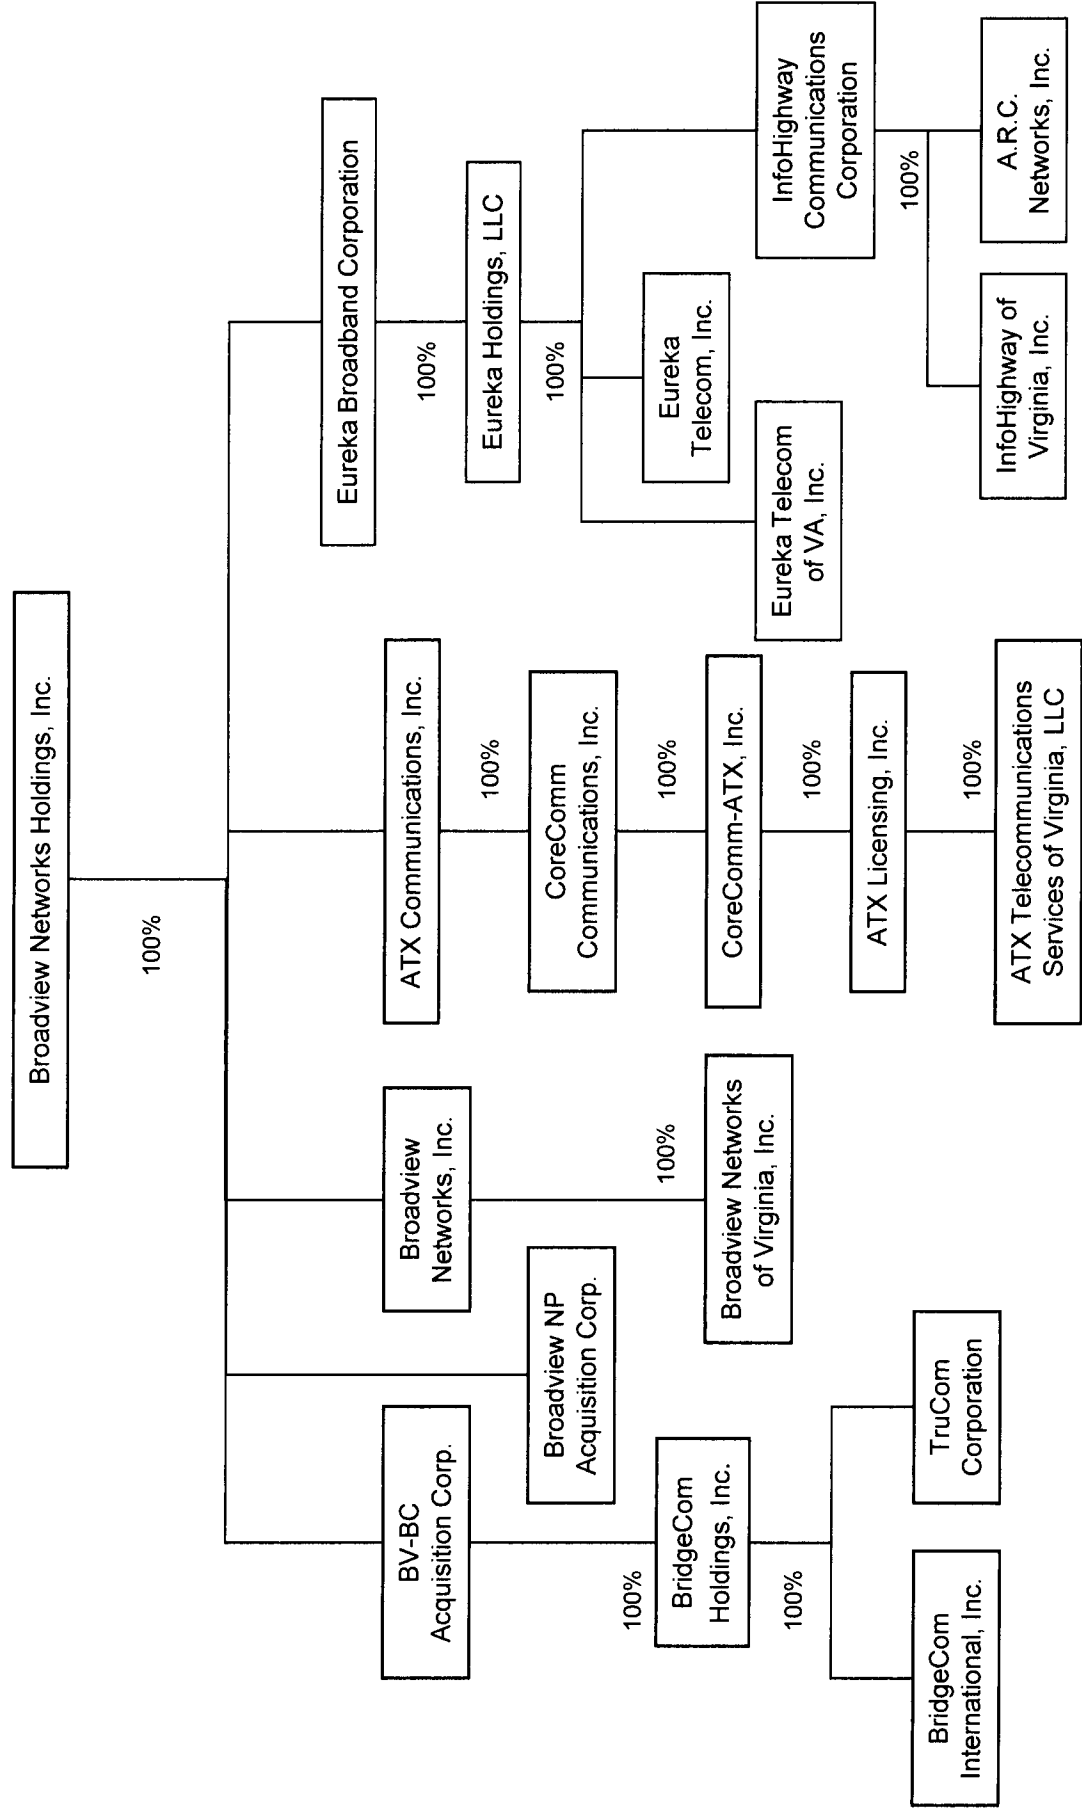 Broadview Networks Holdings, Inc.
100%
BV-BC
Acquisition Corp.
100%
BridgeCom
Holdings, Inc.
100%
BridgeCom
International, Inc.
TruCom
Corporation
Broadview NP
Acquisition Corp.
Broadview
Networks, Inc.
100%
Broadview Networks
of Virginia, Inc.
ATX Communications, Inc.
100%
CoreComm
Communications, Inc.
100%
CoreComm-ATX, Inc.
100%
ATX Licensing, Inc.
100%
ATX Telecommunications
Services of Virginia, LLC
Eureka Broadband Corporation
100%
Eureka Holdings, LLC
100%
Eureka Telecom
of VA, Inc.
Eureka
Telecom, Inc.
InfoHighway
Communications
Corporation
100%
InfoHighway of
Virginia, Inc.
A.R.C.
Networks, Inc.